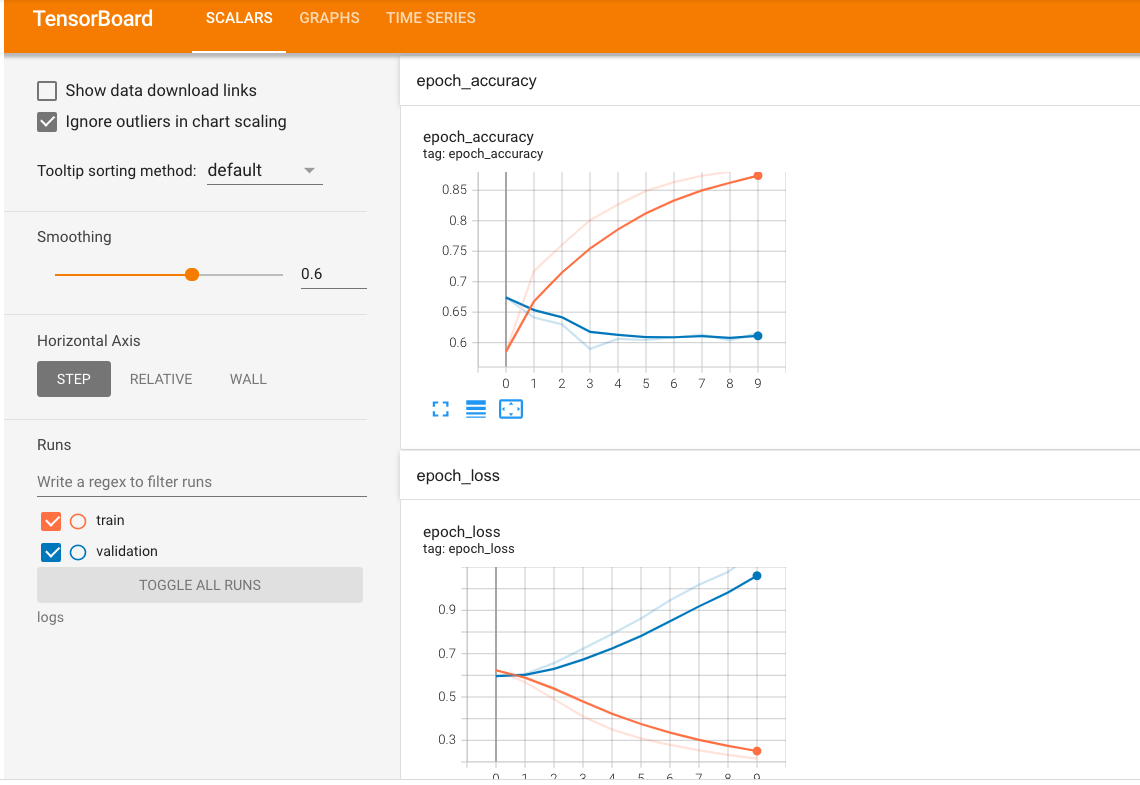 TensorBoard SCALARS GRAPHS TIME SERIES
Show data download links
Ignore outliers in chart scaling
Tooltip sorting method: default
Smoothing
0.6
Horizontal Axis
STEP RELATIVE WALL
Runs
Write a regex to filter runs
train
validation
TOGGLE ALL RUNS
logs
epoch_accuracy
epoch_accuracy
tag: epoch_accuracy
0.85
0.8
0.75
0.7
0.65
0.6
0 1 2 3 4 5 6 7 8 9
epoch_loss
epoch_loss
tag: epoch_loss
0.9
0.7
0.5
0.3
0 1 2 3 4 5 6 7 8 9